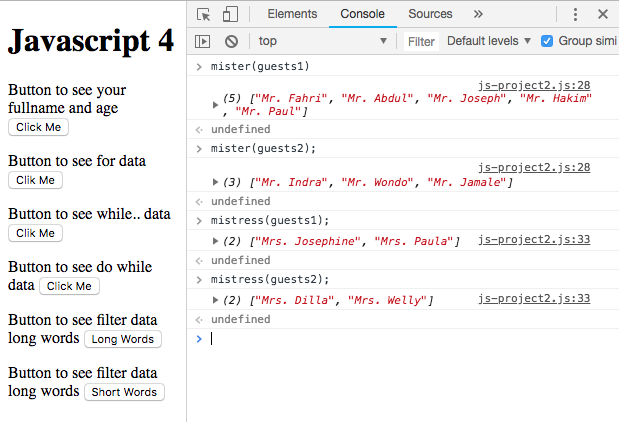 Javascript 4
Button to see your
fullname and age
Click Me
Button to see for data
Clik Me
Button to see while.. data
Clik Me
Button to see do while
data Click Me
Button to see filter data
long words Long Words
Button to see filter data
long words Short Words
Elements Console Sources »
top Filter Default levels Group simi
mister(guests1)
js-project2.js:28
(5) ["Mr. Fahri", "Mr. Abdul", "Mr. Joseph", "Mr. Hakim"
, "Mr. Paul"]
undefined
mister(guests2);
js-project2.js:28
(3) ["Mr. Indra", "Mr. Wondo", "Mr. Jamale"]
undefined
mistress(guests1);
(2) ["Mrs. Josephine", "Mrs. Paula"] js-project2.js:33
undefined
mistress(guests2);
(2) ["Mrs. Dilla", "Mrs. Welly"] js-project2.js:33
undefined